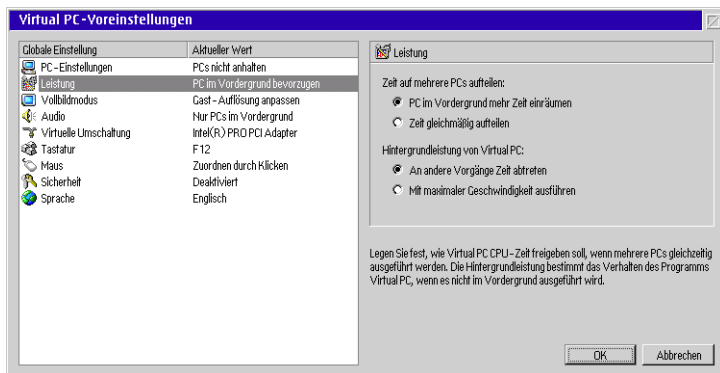 Virtual PC-Voreinstellungen
Globale Einstellung Aktueller Wert
PC-Einstellungen PCs nicht anhalten
Leistung PC im Vordergrund bevorzugen
Vollbildmodus Gast-Auflösung anpassen
Audio Nur PCs im Vordergrund
Virtuelle Umschaltung Intel(R) PRO PCI Adapter
Tastatur F12
Maus Zuordnen durch Klicken
Sicherheit Deaktiviert
Sprache Englisch
Leistung
Zeit auf mehrere PCs aufteilen:
PC im Vordergrund mehr Zeit einräumen
Zeit gleichmäßig aufteilen
Hintergrundleistung von Virtual PC:
An andere Vorgänge Zeit abtreten
Mit maximaler Geschwindigkeit ausführen
Legen Sie fest, wie Virtual PC CPU-Zeit freigeben soll, wenn mehrere PCs gleichzeitig
ausgeführt werden. Die Hintergrundleistung bestimmt das Verhalten des Programms
Virtual PC, wenn es nicht im Vordergrund ausgeführt wird.
OK Abbrechen